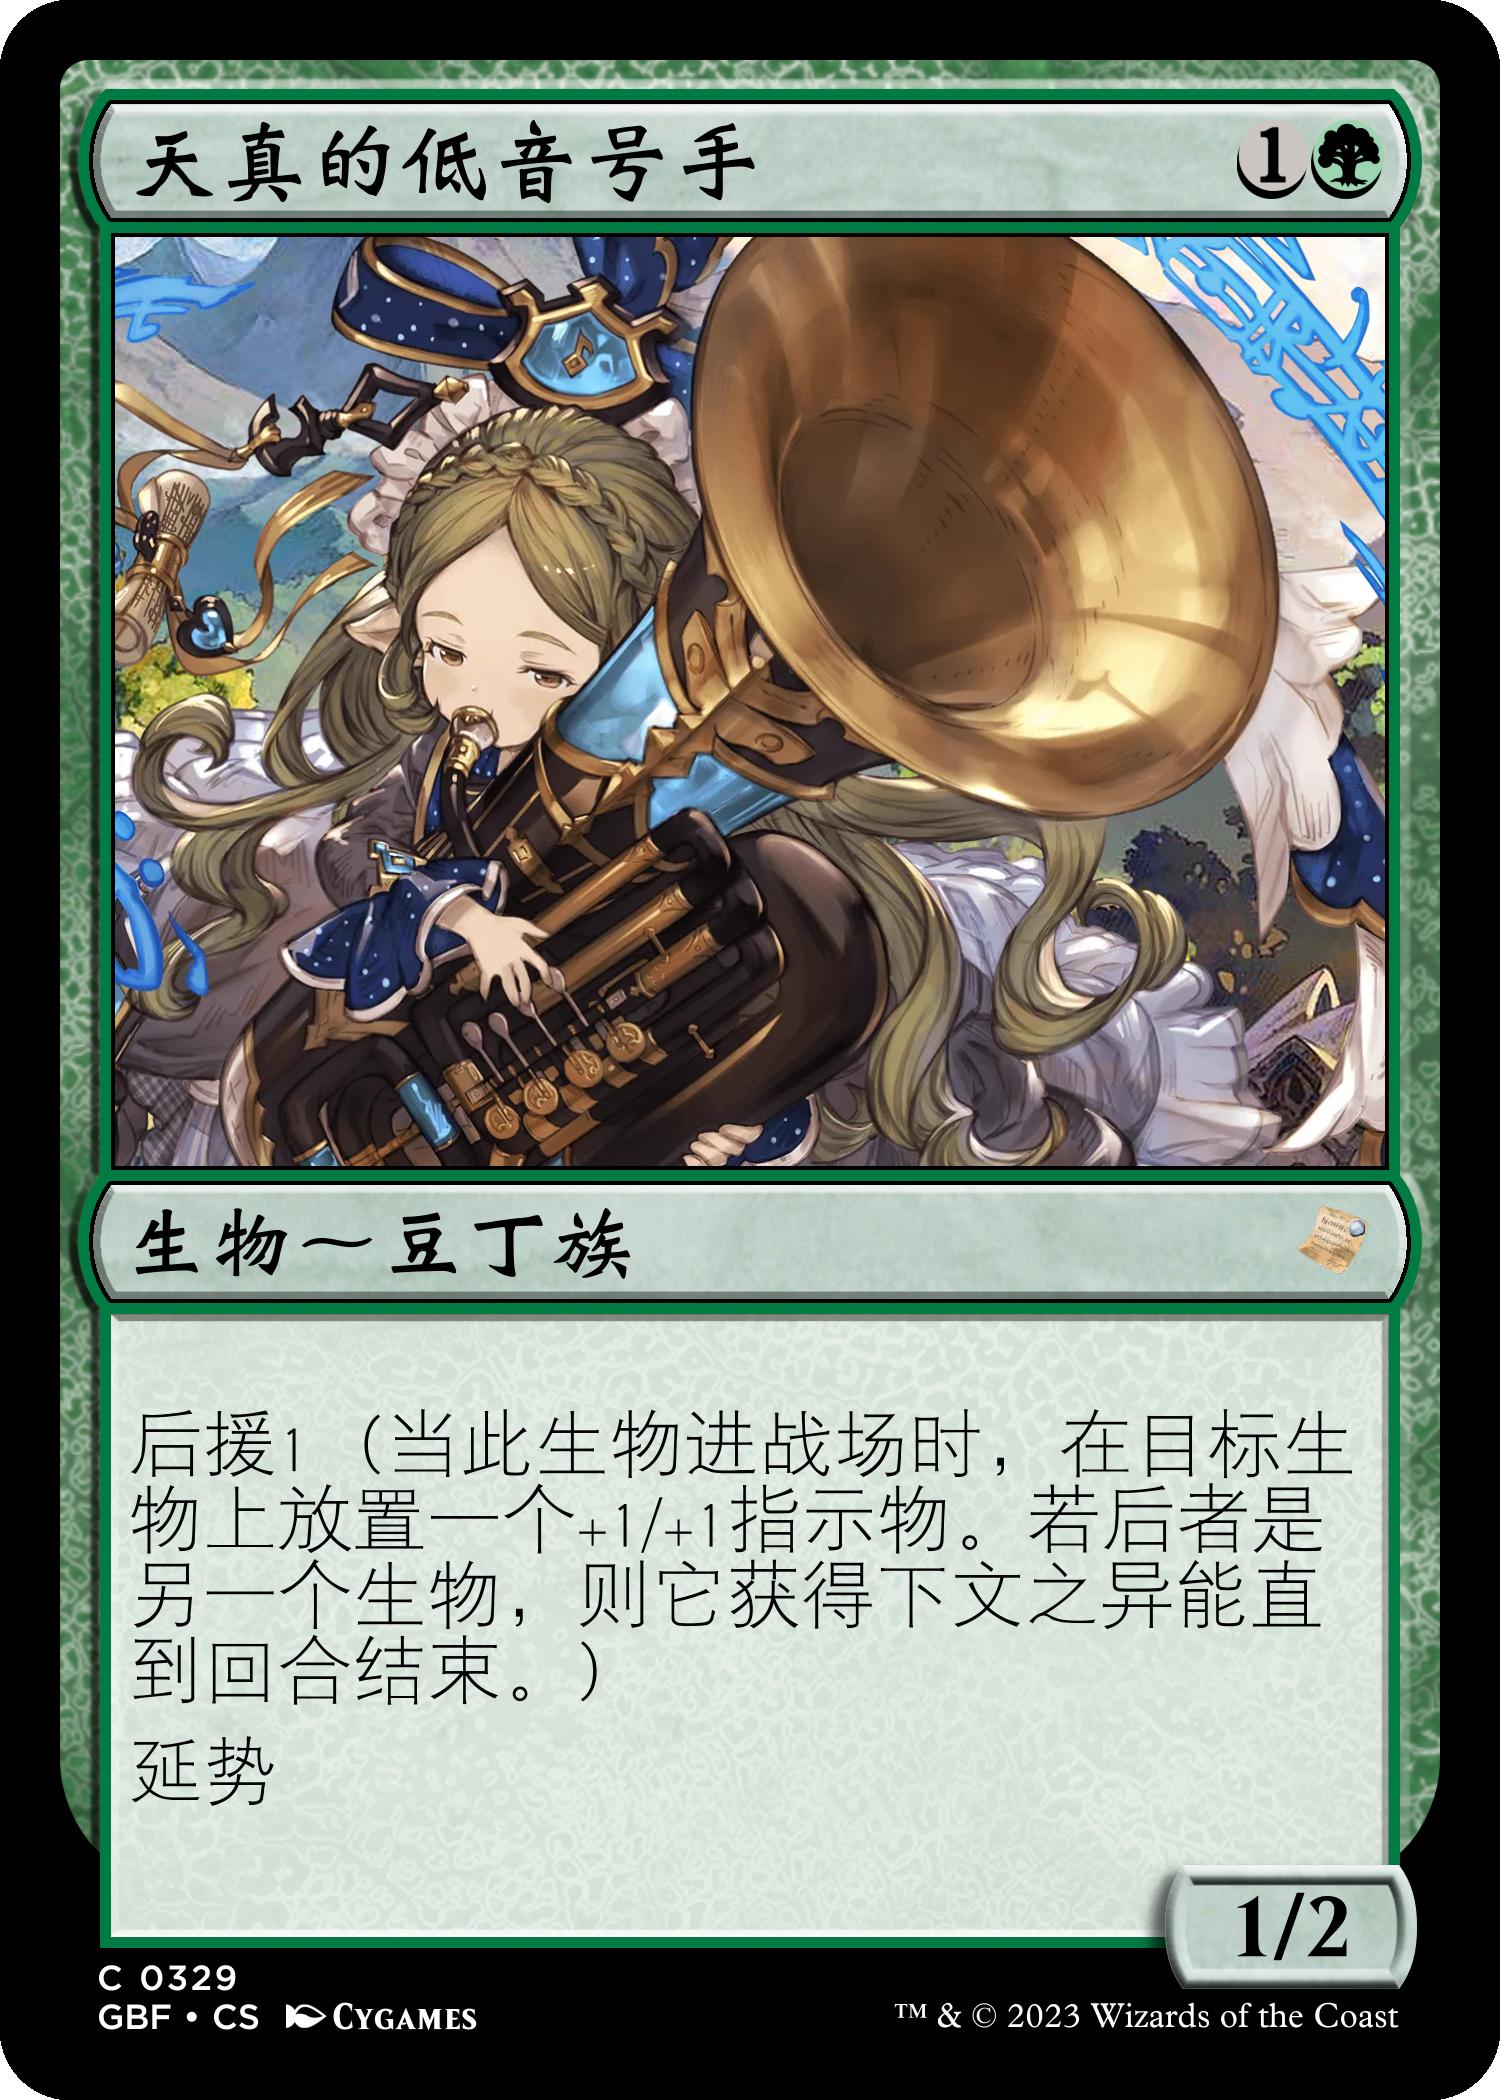 天真的低音号手
1
生物～豆丁族
后援1（当此生物进战场时，在目标生
物上放置一个+1/+1指示物。若后者是
另一个生物，则它获得下文之异能直
到回合结束。）
延势
1/2
C 0329
GBF • CS CYGAMES
™ & © 2023 Wizards of the Coast